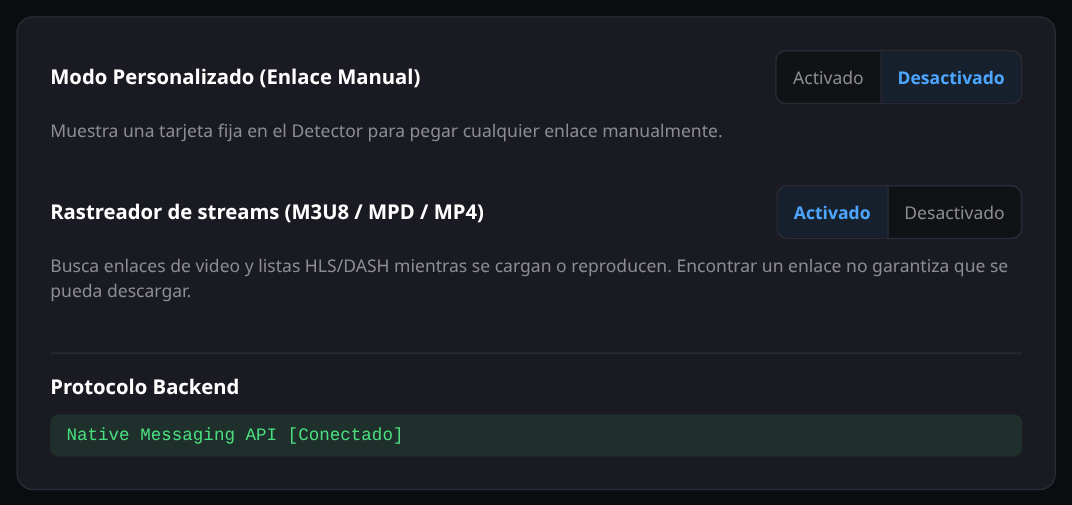 Modo Personalizado (Enlace Manual)
Activado
Desactivado
Muestra una tarjeta fija en el Detector para pegar cualquier enlace manualmente.
Rastreador de streams (M3U8 / MPD / MP4)
Activado
Desactivado
Busca enlaces de video y listas HLS/DASH mientras se cargan o reproducen. Encontrar un enlace no garantiza que se
pueda descargar.
Protocolo Backend
Native Messaging API [Conectado]